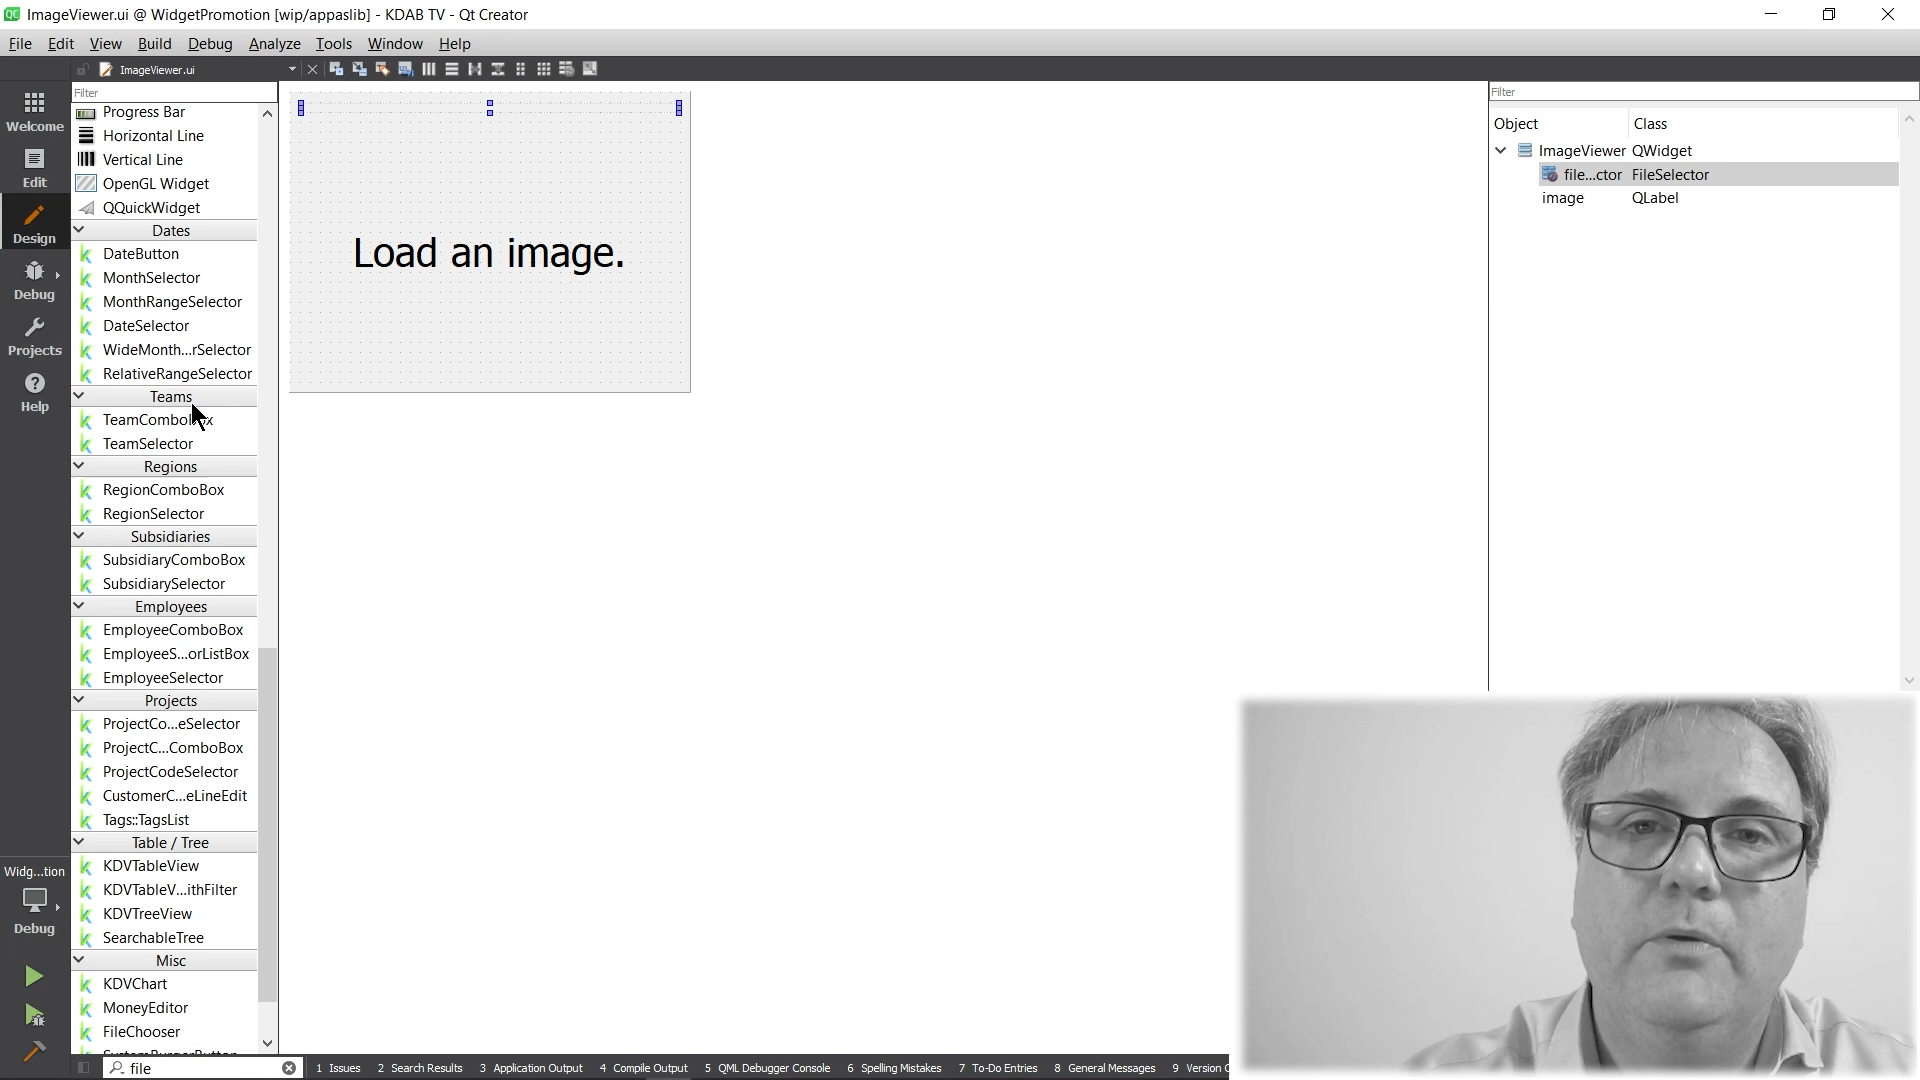 ImageViewer.ui @ WidgetPromotion [wip/appaslib] - KDAB TV - Qt Creator
File Edit View Build Debug Analyze Tools Window Help
ImageViewer.ui
Filter
Progress Bar
Horizontal Line
Vertical Line
OpenGL Widget
QQuickWidget
Dates
DateButton
MonthSelector
MonthRangeSelector
DateSelector
WideMonth...rSelector
RelativeRangeSelector
Teams
TeamComboBox
TeamSelector
Regions
RegionComboBox
RegionSelector
Subsidiaries
SubsidiaryComboBox
SubsidiarySelector
Employees
EmployeeComboBox
EmployeeS...orListBox
EmployeeSelector
Projects
ProjectCo...eSelector
ProjectC...ComboBox
ProjectCodeSelector
CustomerC...eLineEdit
Tags::TagsList
Table / Tree
KDVTableView
KDVTableV...ithFilter
KDVTreeView
SearchableTree
Misc
KDVChart
MoneyEditor
FileChooser
Welcome
Edit
Design
Debug
Projects
Help
Widg...tion
Debug
Load an image.
Filter
Object Class
ImageViewer QWidget
file...ctor FileSelector
image QLabel
file
1 Issues 2 Search Results 3 Application Output 4 Compile Output 5 QML Debugger Console 6 Spelling Mistakes 7 To-Do Entries 8 General Messages 9 Version C